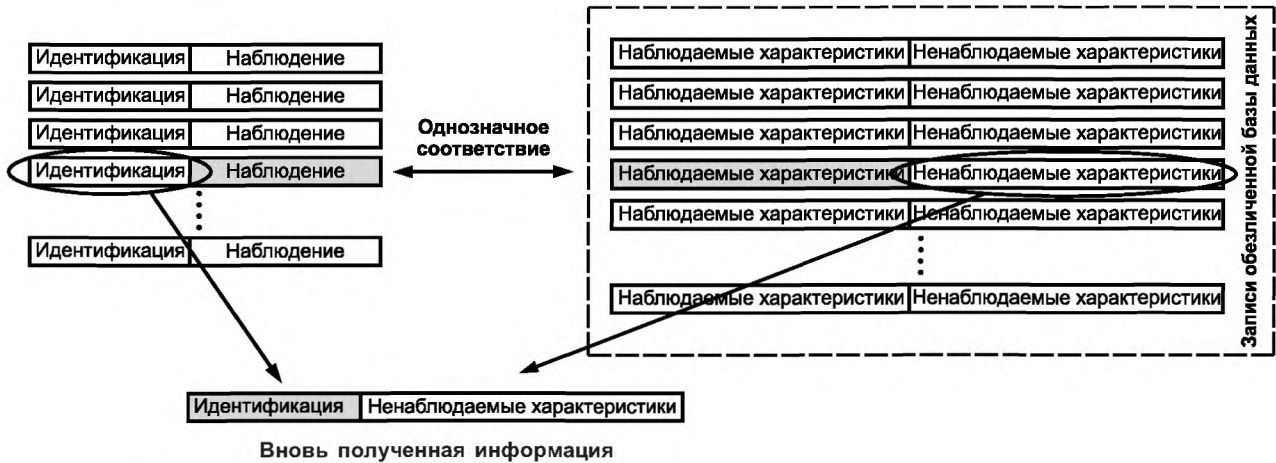 Идентификация Наблюдение
Идентификация Наблюдение
Идентификация Наблюдение
Идентификация Наблюдение
Идентификация Наблюдение
Однозначное
соответствие
Наблюдаемые характеристики Ненаблюдаемые характеристики
Наблюдаемые характеристики Ненаблюдаемые характеристики
Наблюдаемые характеристики Ненаблюдаемые характеристики
Наблюдаемые характеристики Ненаблюдаемые характеристики
Наблюдаемые характеристики Ненаблюдаемые характеристики
Наблюдаемые характеристики Ненаблюдаемые характеристики
Записи обезличенной базы данных
Идентификация Ненаблюдаемые характеристики
Вновь полученная информация